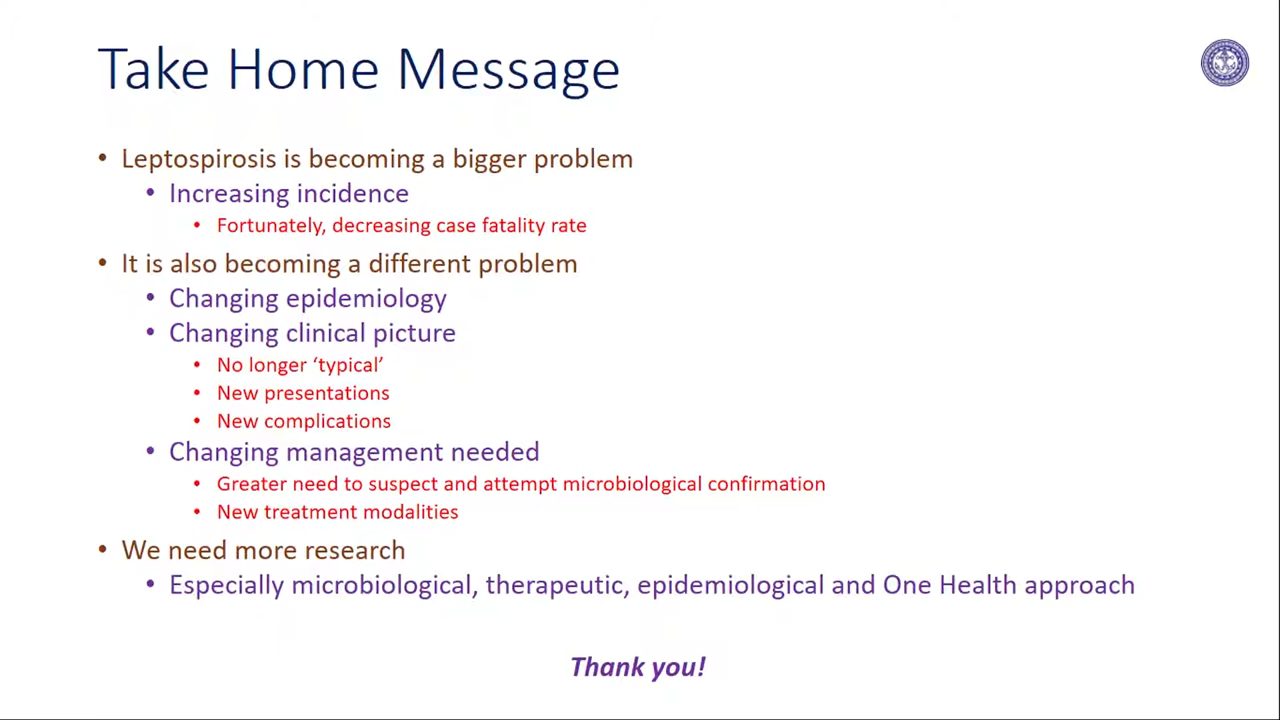 Take Home Message
• Leptospirosis is becoming a bigger problem
• Increasing incidence
• Fortunately, decreasing case fatality rate
• It is also becoming a different problem
• Changing epidemiology
• Changing clinical picture
• No longer ‘typical’
• New presentations
• New complications
• Changing management needed
• Greater need to suspect and attempt microbiological confirmation
• New treatment modalities
• We need more research
• Especially microbiological, therapeutic, epidemiological and One Health approach
Thank you!